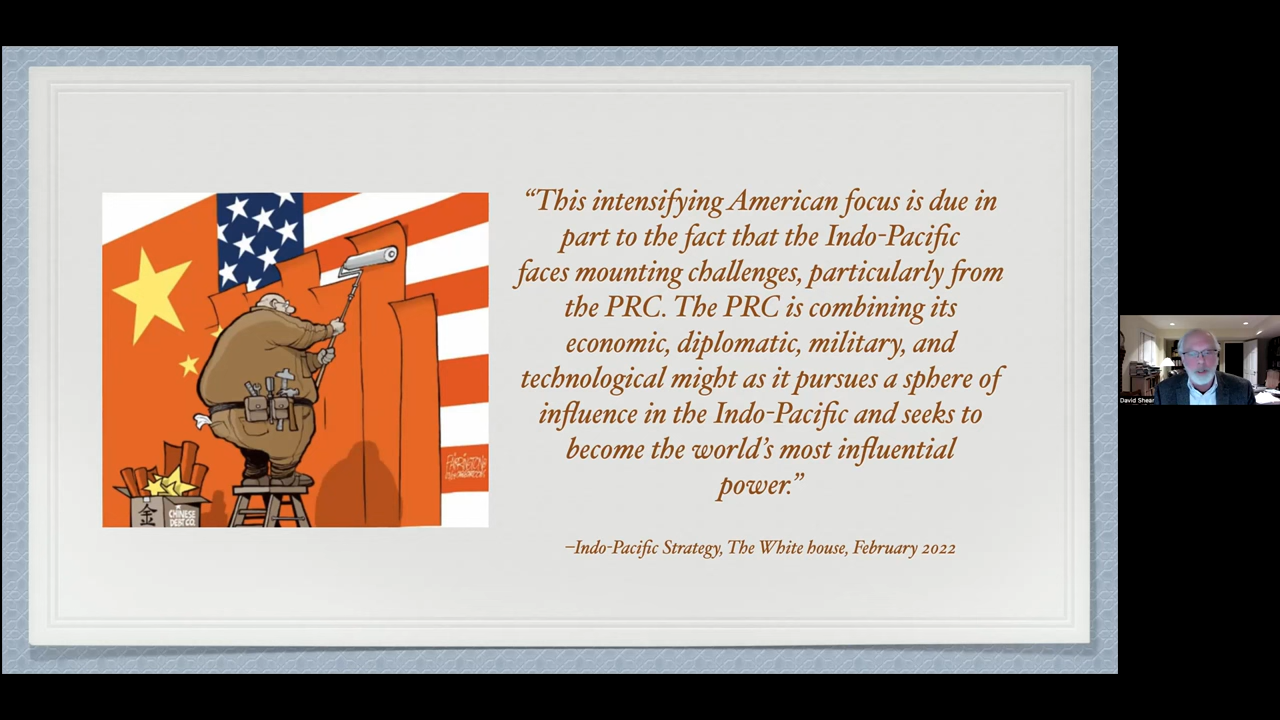 “This intensifying American focus is due in
part to the fact that the Indo-Pacific
faces mounting challenges, particularly from
the PRC. The PRC is combining its
economic, diplomatic, military, and
technological might as it pursues a sphere of
influence in the Indo-Pacific and seeks to
become the world’s most influential
power.”
–Indo-Pacific Strategy, The White house, February 2022
金
CHINESE
DEBT CO.
David Shear